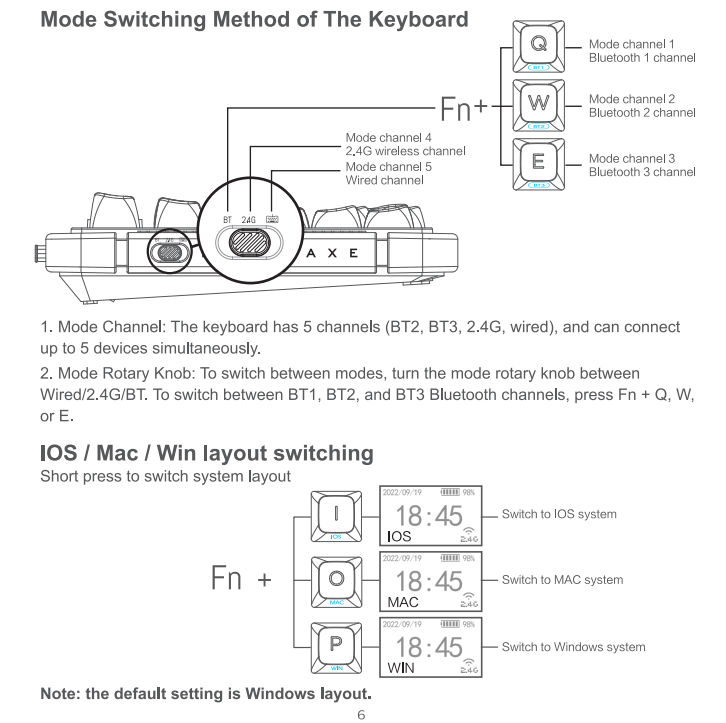 Mode Switching Method of The Keyboard
Q
(BT1)
Mode channel 1
Bluetooth 1 channel
Fn+
W
(BT2)
Mode channel 2
Bluetooth 2 channel
E
(BT3)
Mode channel 3
Bluetooth 3 channel
Mode channel 4
2.4G wireless channel
Mode channel 5
Wired channel
BT 2.4G
BT 2.4G
A X E
1. Mode Channel: The keyboard has 5 channels (BT2, BT3, 2.4G, wired), and can connect
up to 5 devices simultaneously.
2. Mode Rotary Knob: To switch between modes, turn the mode rotary knob between
Wired/2.4G/BT. To switch between BT1, BT2, and BT3 Bluetooth channels, press Fn + Q, W,
or E.
IOS / Mac / Win layout switching
Short press to switch system layout
Fn +
I
IOS
2022/09/19 98%
18:45
IOS
2.4G
Switch to IOS system
O
MAC
2022/09/19 98%
18:45
MAC
2.4G
Switch to MAC system
P
WIN
2022/09/19 98%
18:45
WIN
2.4G
Switch to Windows system
Note: the default setting is Windows layout.
6